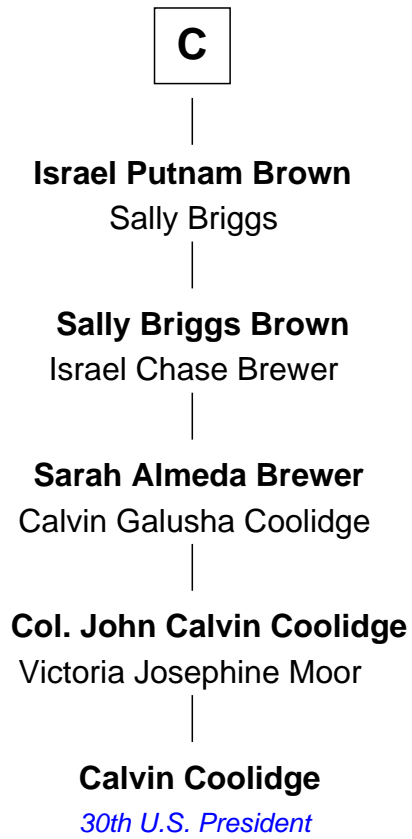 C
Israel Putnam Brown
Sally Briggs
Sally Briggs Brown
Israel Chase Brewer
Sarah Almeda Brewer
Calvin Galusha Coolidge
Col. John Calvin Coolidge
Victoria Josephine Moor
Calvin Coolidge
30th U.S. President